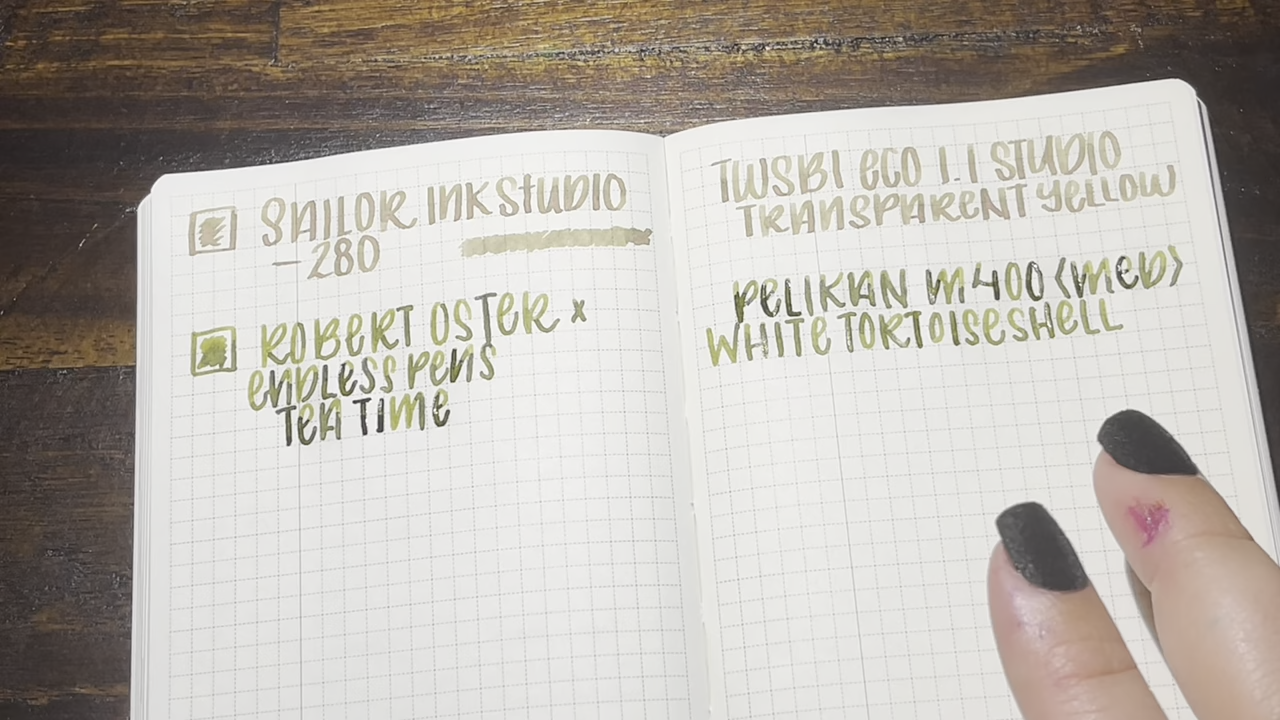 SAILOR INK STUDIO
- 280
ROBERT OSTER x
ENDLESS PENS
TEA TIME
TWSBI ECO 1.1 STUDIO
TRANSPARENT YELLOW
PELIKAN M400 <MED>
WHITE TORTOISESHELL